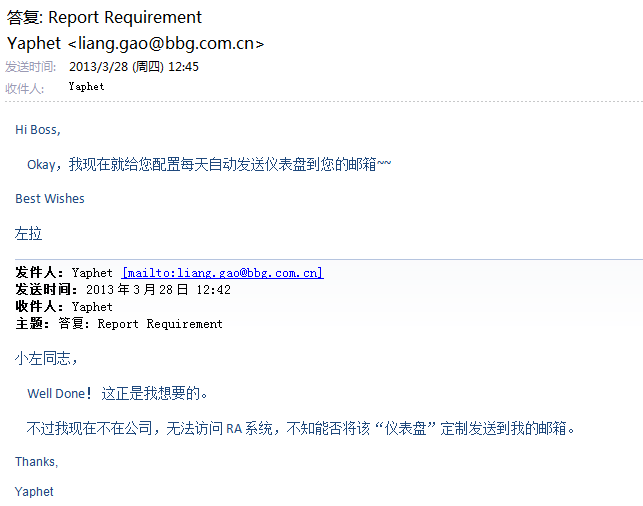 答复: Report Requirement
Yaphet <liang.gao@bbg.com.cn>
发送时间: 2013/3/28 (周四) 12:45
收件人: Yaphet
Hi Boss,
Okay，我现在就给您配置每天自动发送仪表盘到您的邮箱~~
Best Wishes
左拉
发件人: Yaphet [mailto:liang.gao@bbg.com.cn]
发送时间: 2013年3月28日 12:42
收件人: Yaphet
主题: 答复: Report Requirement
小左同志，
Well Done！ 这正是我想要的。
不过我现在不在公司，无法访问 RA 系统，不知能否将该“仪表盘”定制发送到我的邮箱。
Thanks,
Yaphet